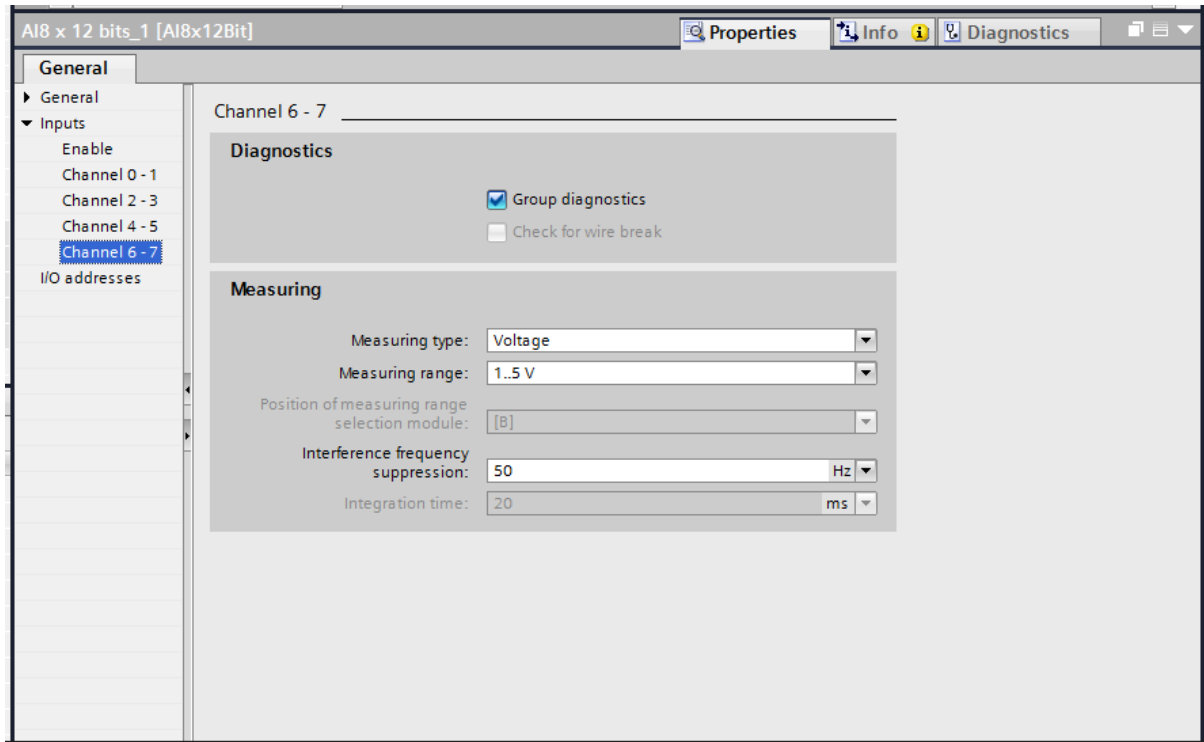 AI8 x 12 bits_1 [AI8x12Bit]
Properties
Info
Diagnostics
General
General
Inputs
Enable
Channel 0 - 1
Channel 2 - 3
Channel 4 - 5
Channel 6 - 7
I/O addresses
Channel 6 - 7
Diagnostics
Group diagnostics
Check for wire break
Measuring
Measuring type: Voltage
Measuring range: 1..5 V
Position of measuring range
selection module: [B]
Interference frequency
suppression: 50 Hz
Integration time: 20 ms